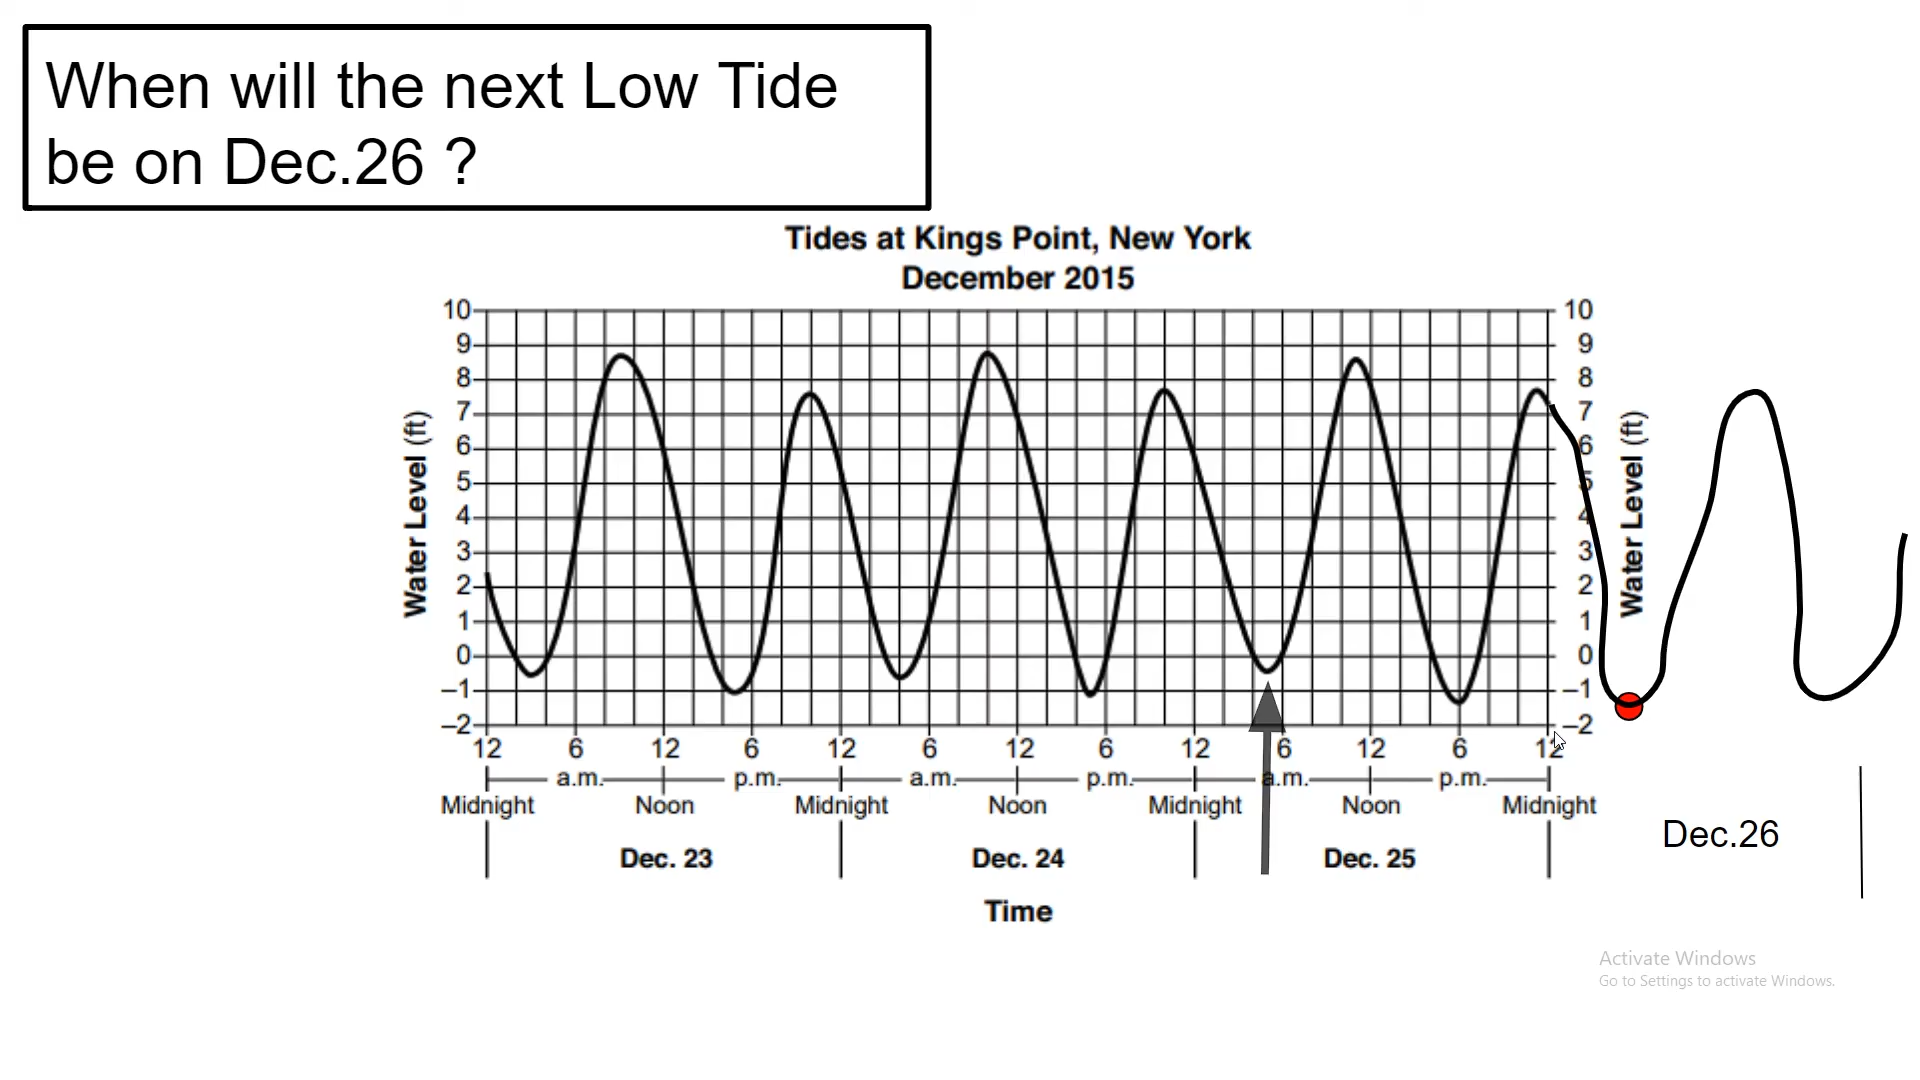 When will the next Low Tide
be on Dec.26 ?
Tides at Kings Point, New York
December 2015
10 10
9 9
8 8
7 7
6 6
5 5
4 4
3 3
2 2
1 1
0 0
–1 –1
–2 –2
Water Level (ft)
Water Level (ft)
12 6 12 6 12 6 12 6 12 6 12 6 12
a.m. p.m. a.m. p.m. a.m. p.m.
Midnight Noon Midnight Noon Midnight Noon Midnight
Dec. 23 Dec. 24 Dec. 25 Dec.26
Time
Activate Windows
Go to Settings to activate Windows.